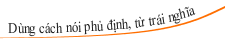 Dùng cách nói phủ định, từ trái nghĩa